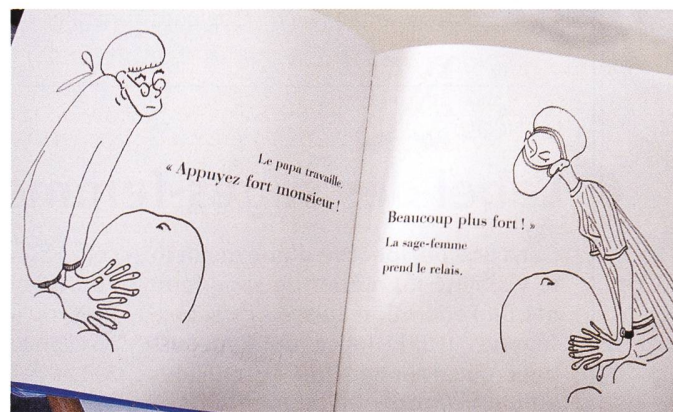 Le papa travaille.
« Appuyez fort monsieur !
Beaucoup plus fort ! »
La sage-femme
prend le relais.